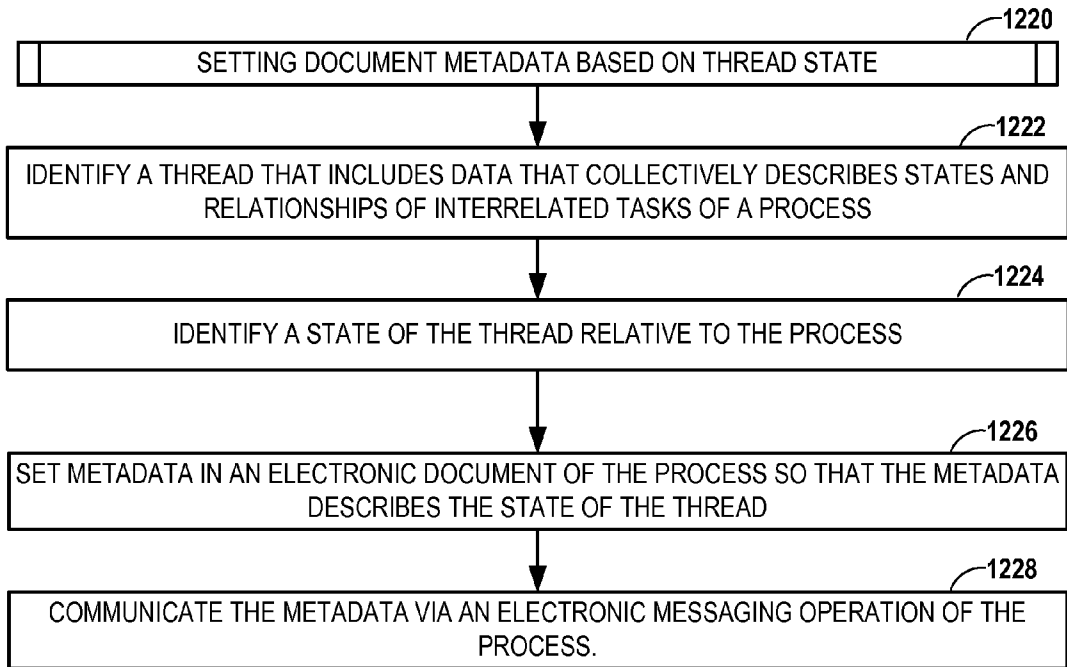 1220
SETTING DOCUMENT METADATA BASED ON THREAD STATE
1222
IDENTIFY A THREAD THAT INCLUDES DATA THAT COLLECTIVELY DESCRIBES STATES AND
RELATIONSHIPS OF INTERRELATED TASKS OF A PROCESS
1224
IDENTIFY A STATE OF THE THREAD RELATIVE TO THE PROCESS
1226
SET METADATA IN AN ELECTRONIC DOCUMENT OF THE PROCESS SO THAT THE METADATA
DESCRIBES THE STATE OF THE THREAD
1228
COMMUNICATE THE METADATA VIA AN ELECTRONIC MESSAGING OPERATION OF THE
PROCESS.